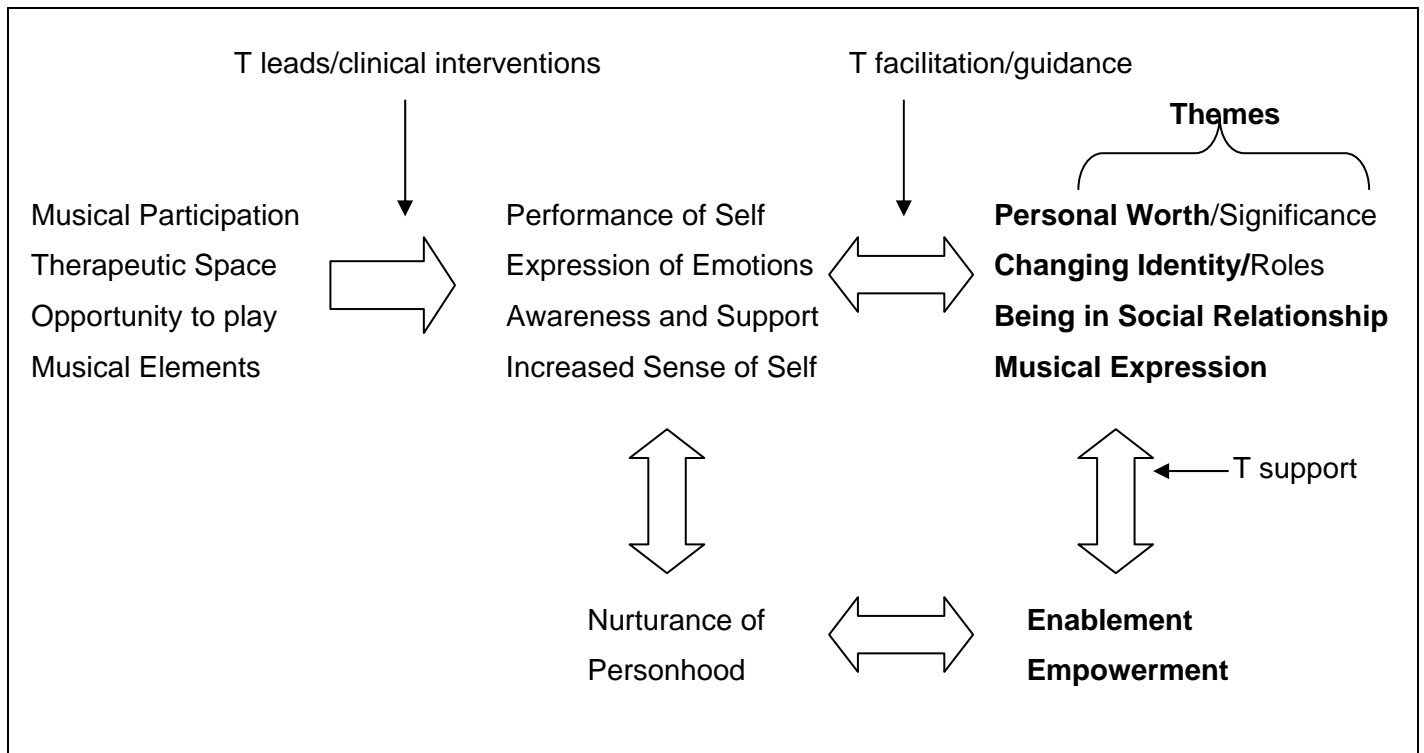 T leads/clinical interventions
T facilitation/guidance
Themes
Musical Participation
Therapeutic Space
Opportunity to play
Musical Elements
Performance of Self
Expression of Emotions
Awareness and Support
Increased Sense of Self
Personal Worth/Significance
Changing Identity/Roles
Being in Social Relationship
Musical Expression
T support
Nurturance of
Personhood
Enablement
Empowerment